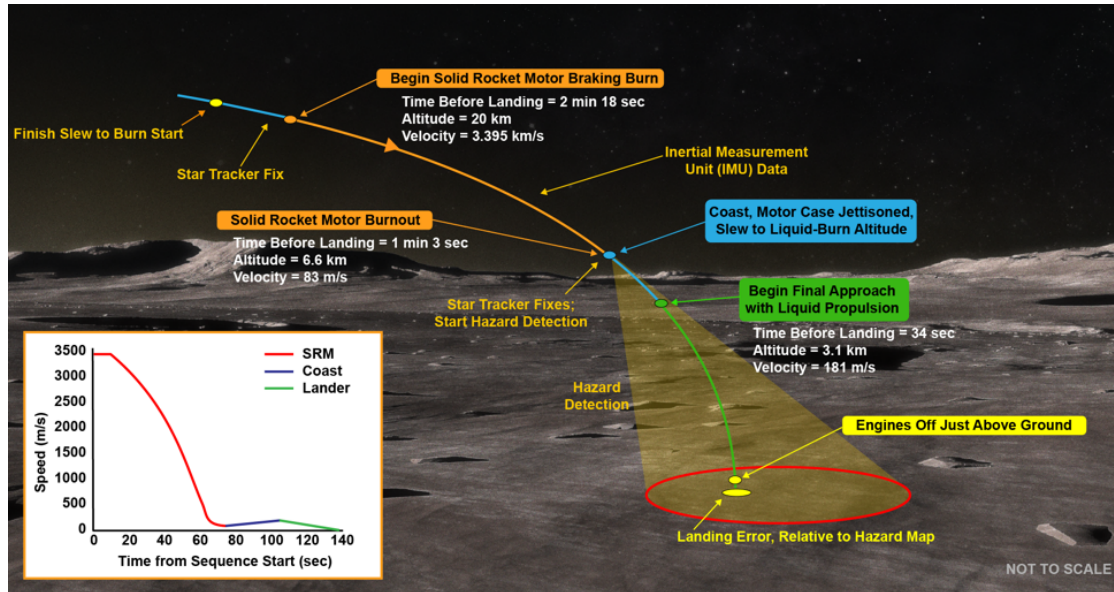 Begin Solid Rocket Motor Braking Burn
Time Before Landing = 2 min 18 sec
Altitude = 20 km
Velocity = 3.395 km/s
Finish Slew to Burn Start
Star Tracker Fix
Inertial Measurement
Unit (IMU) Data
Solid Rocket Motor Burnout
Time Before Landing = 1 min 3 sec
Altitude = 6.6 km
Velocity = 83 m/s
Coast, Motor Case Jettisoned,
Slew to Liquid-Burn Altitude
Star Tracker Fixes;
Start Hazard Detection
Begin Final Approach
with Liquid Propulsion
Time Before Landing = 34 sec
Altitude = 3.1 km
Velocity = 181 m/s
Hazard
Detection
Engines Off Just Above Ground
Landing Error, Relative to Hazard Map
NOT TO SCALE
Speed (m/s)
3500
3000
2500
2000
1500
1000
500
0
SRM
Coast
Lander
0 20 40 60 80 100 120 140
Time from Sequence Start (sec)